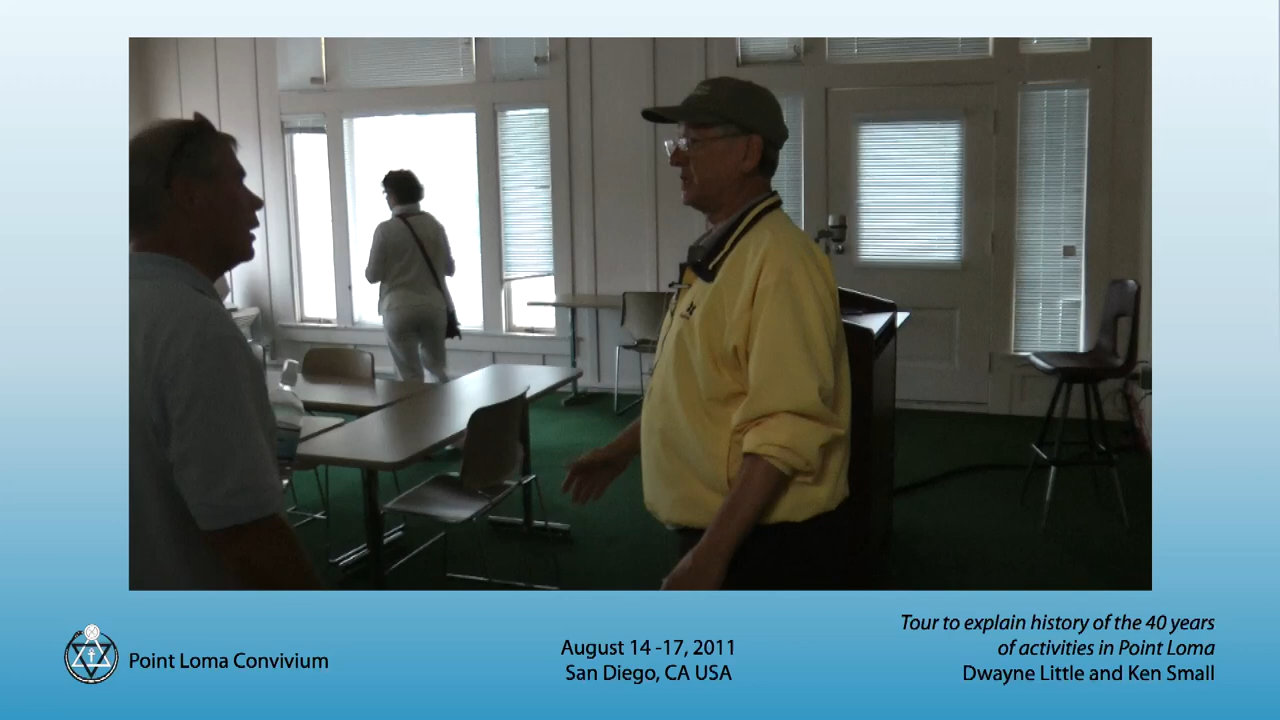 Point Loma Convivium
August 14 -17, 2011
San Diego, CA USA
Tour to explain history of the 40 years
of activities in Point Loma
Dwayne Little and Ken Small